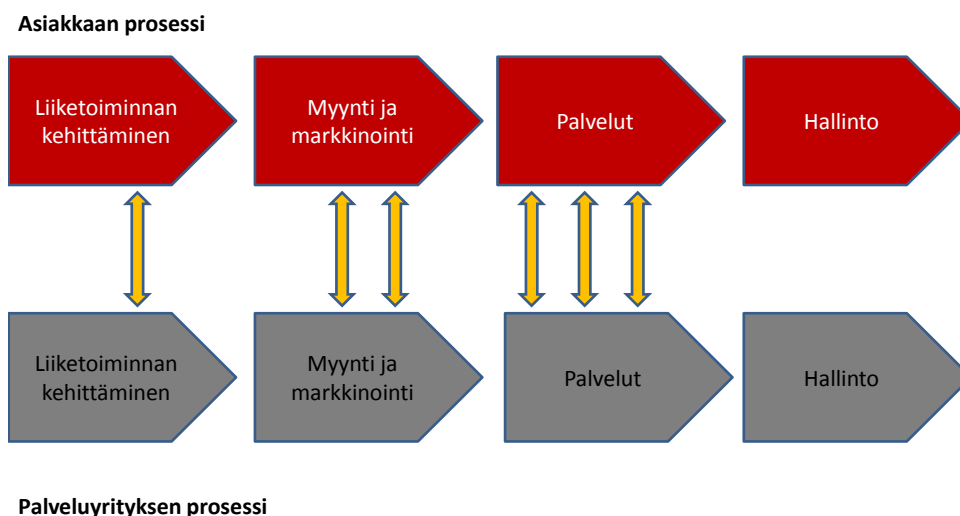 Asiakkaan prosessi
Liiketoiminnan
kehittäminen
Myynti ja
markkinointi
Palvelut
Hallinto
Liiketoiminnan
kehittäminen
Myynti ja
markkinointi
Palvelut
Hallinto
Palveluyrityksen prosessi